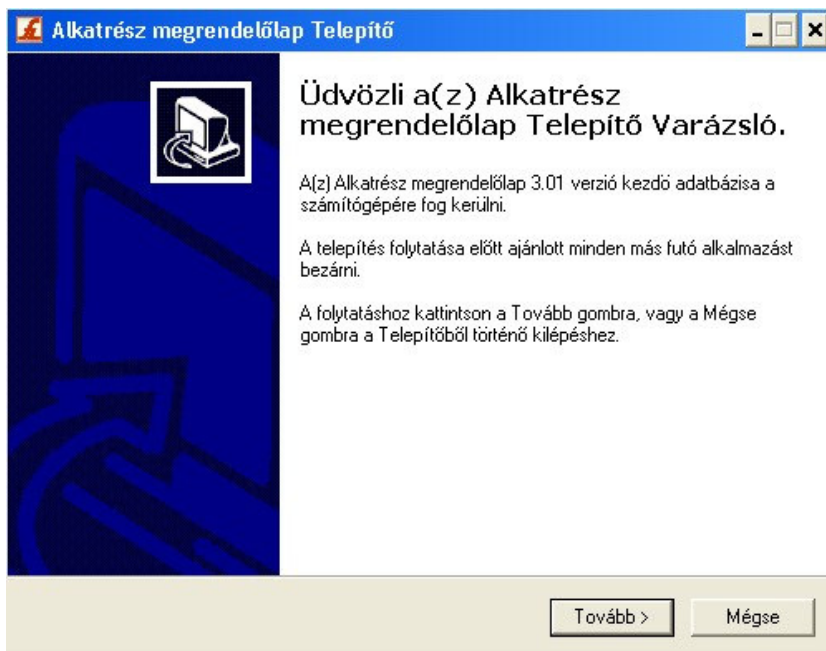 Alkatrész megrendelőlap Telepítő
Üdvözli a(z) Alkatrész
megrendelőlap Telepítő Varázsló.
A(z) Alkatrész megrendelőlap 3.01 verzió kezdö adatbázisa a
számítógépére fog kerülni.
A telepítés folytatása előtt ajánlott minden más futó alkalmazást
bezárni.
A folytatáshoz kattintson a Tovább gombra, vagy a Mégse
gombra a Telepítőből történő kilépéshez.
Tovább >
Mégse